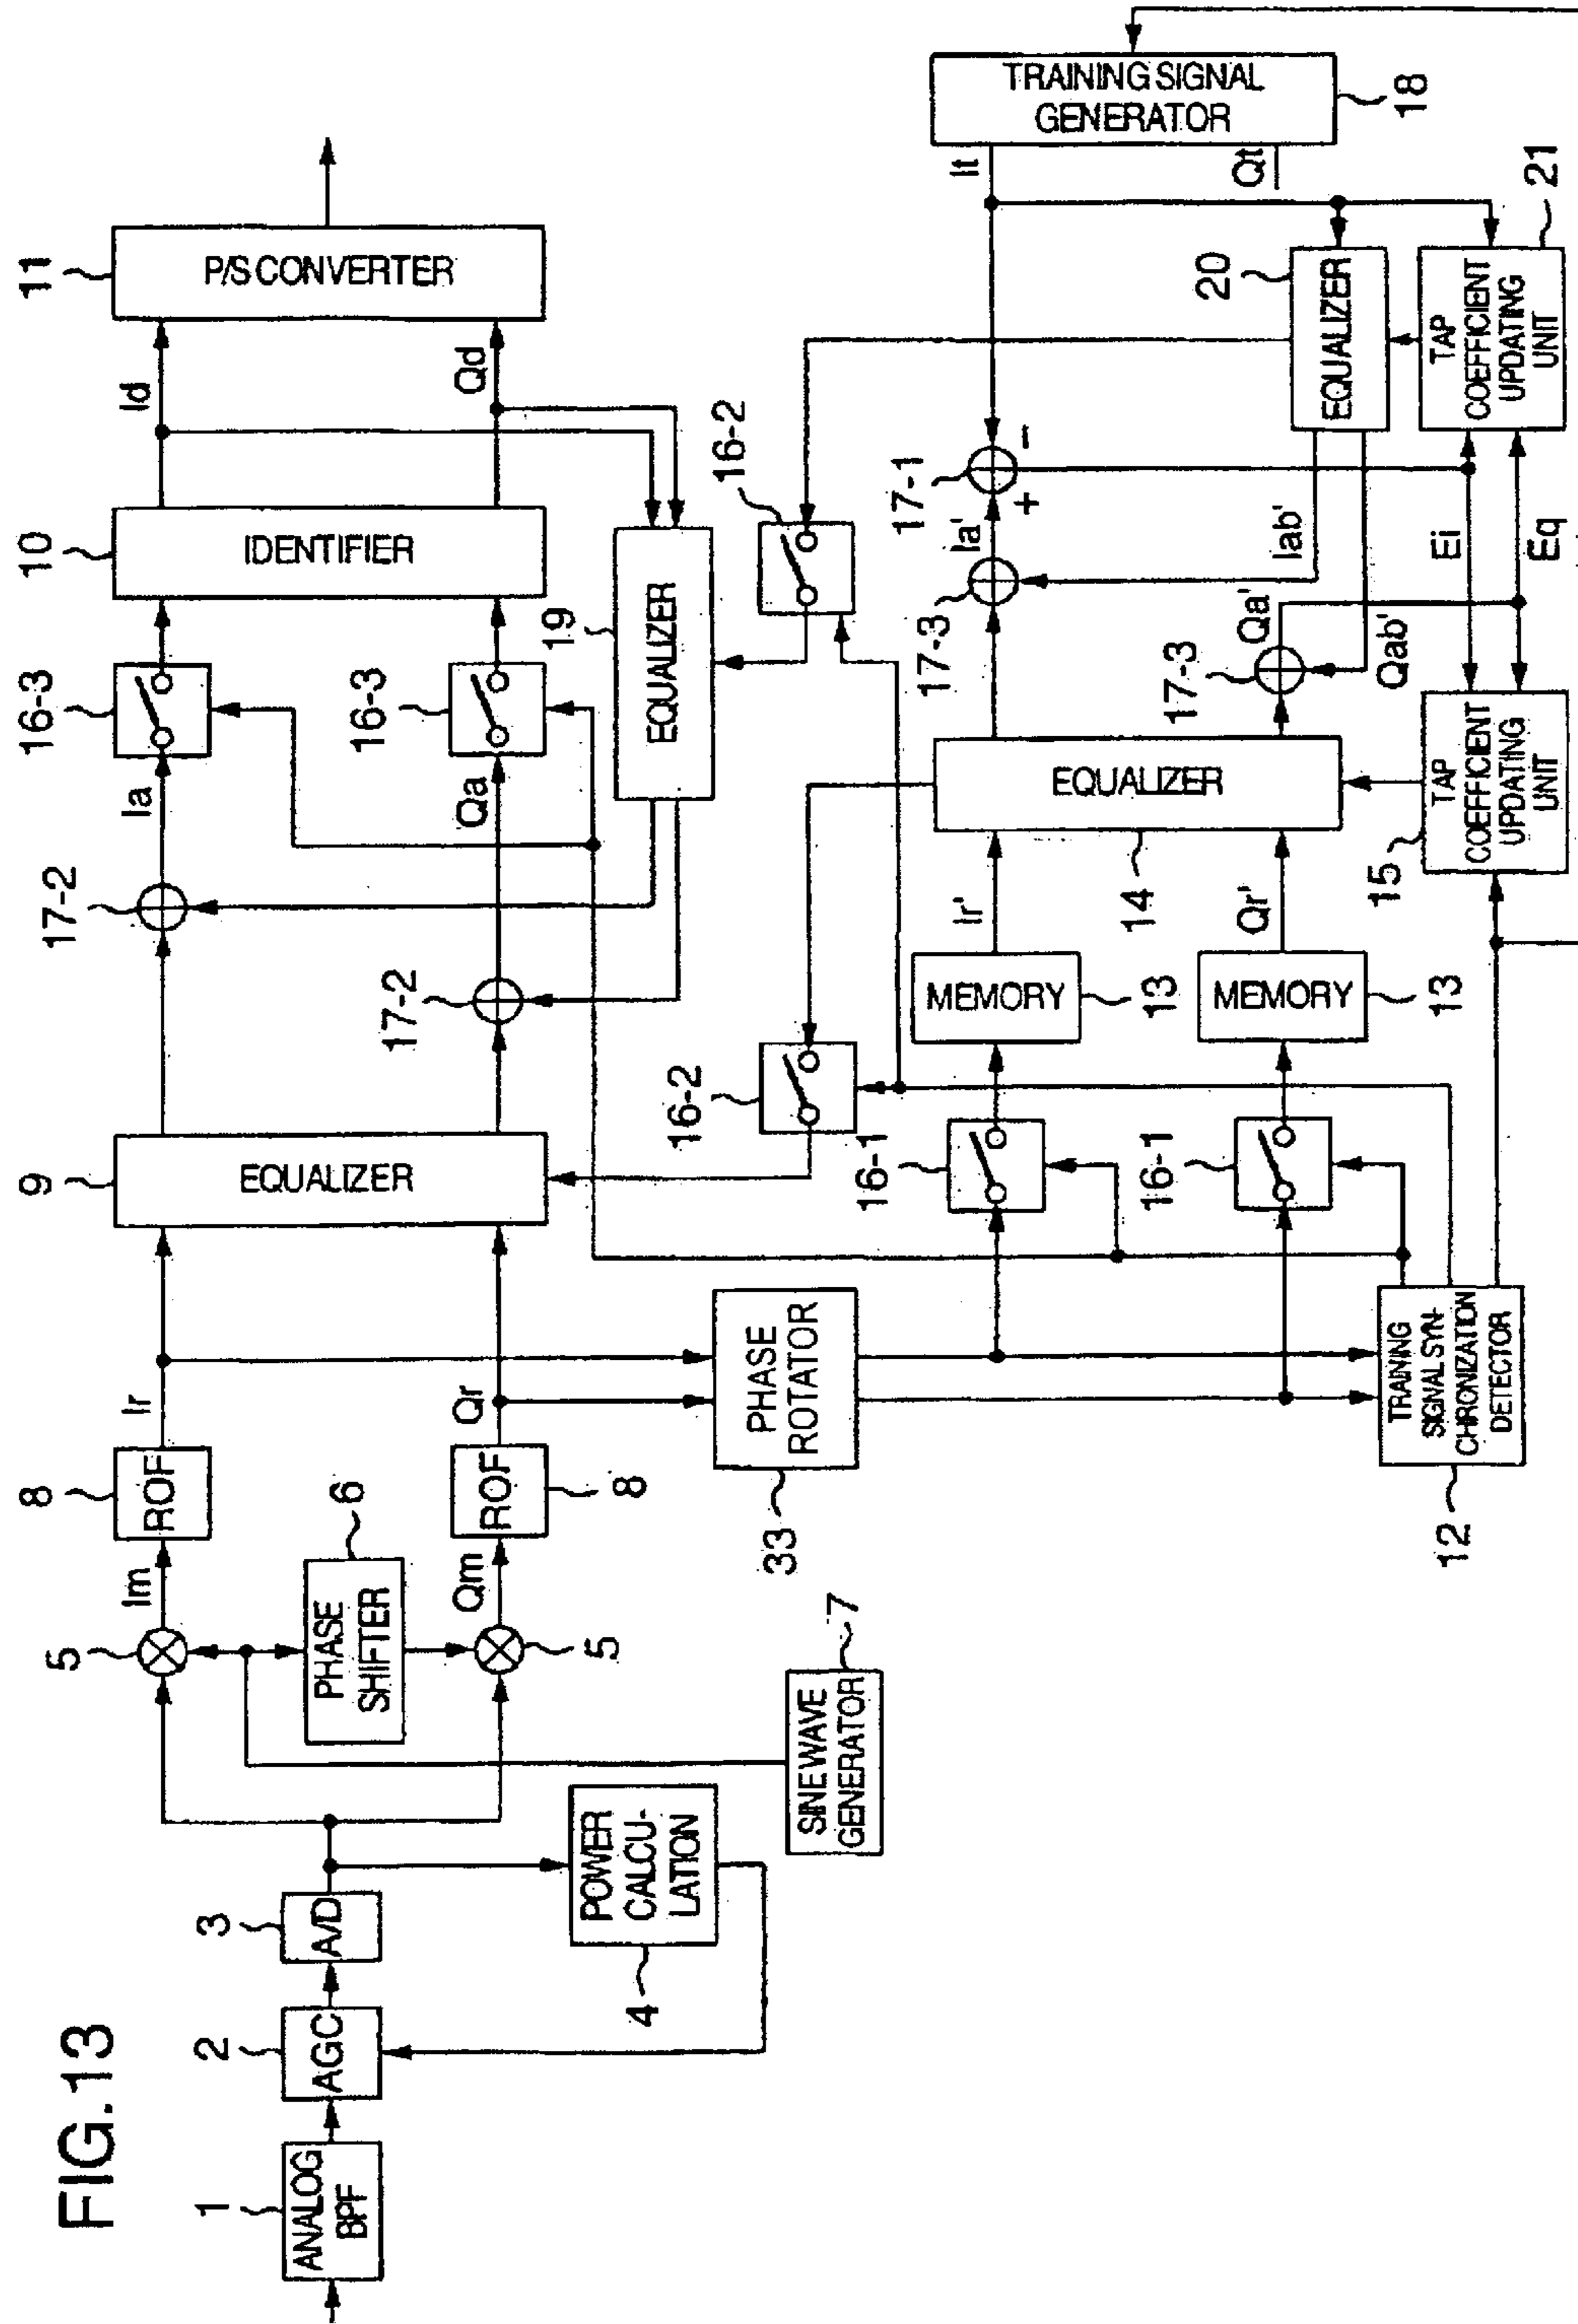 FIG.13
1
ANALOG
BPF
2
AGC
3
A/D
4
POWER
CALCU-
LATION
5
5
6
PHASE
SHIFTER
SINEWAVE
GENERATOR
7
Im
Qm
8
ROF
ROF
8
Ir
Qr
9
EQUALIZER
17-2
17-2
Ia
Qa
16-3
16-3
10
IDENTIFIER
Id
Qd
11
P/S CONVERTER
19
EQUALIZER
16-2
16-2
33
PHASE
ROTATOR
12
TRAINING
SIGNAL SYN-
CHRONIZATION
DETECTOR
16-1
16-1
MEMORY
13
MEMORY
13
Ir'
Qr'
14
EQUALIZER
15
TAP
COEFFICIENT
UPDATING
UNIT
17-3
17-3
Ia'
Qa'
Iab'
Qab'
17-1
+
-
Ei
Eq
20
EQUALIZER
21
TAP
COEFFICIENT
UPDATING
UNIT
It
Qt
TRAINING SIGNAL
GENERATOR
18